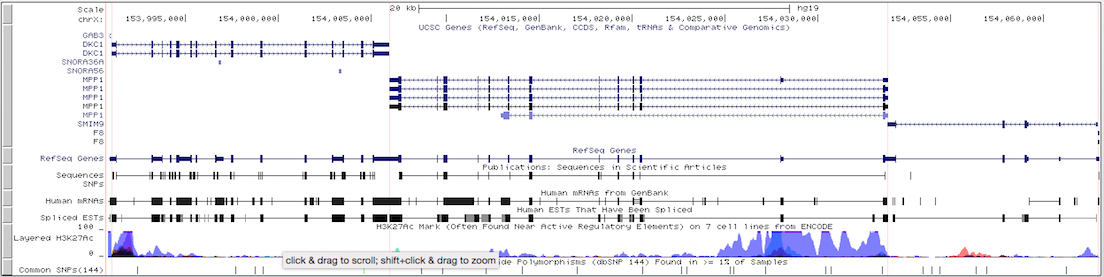 Scale 20 kb hg19
chrX: 153,995,000 154,000,000 154,005,000 154,015,000 154,020,000 154,025,000 154,030,000 154,055,000 154,060,000
UCSC Genes (RefSeq, GenBank, CCDS, Rfam, tRNAs & Comparative Genomics)
GAB3
DKC1
DKC1
SNORA36A
SNORA56
MPP1
MPP1
MPP1
MPP1
MPP1
SMIM9
F8
F8
RefSeq Genes
RefSeq Genes
Publications: Sequences in Scientific Articles
Sequences
SNPs
Human mRNAs from GenBank
Human mRNAs
Human ESTs That Have Been Spliced
Spliced ESTs
H3K27Ac Mark (Often Found Near Active Regulatory Elements) on 7 cell lines from ENCODE
100
Layered H3K27Ac
0
click & drag to scroll; shift+click & drag to zoom
Polymorphisms (dbSNP 144) Found in >= 1% of Samples
Common SNPs(144)